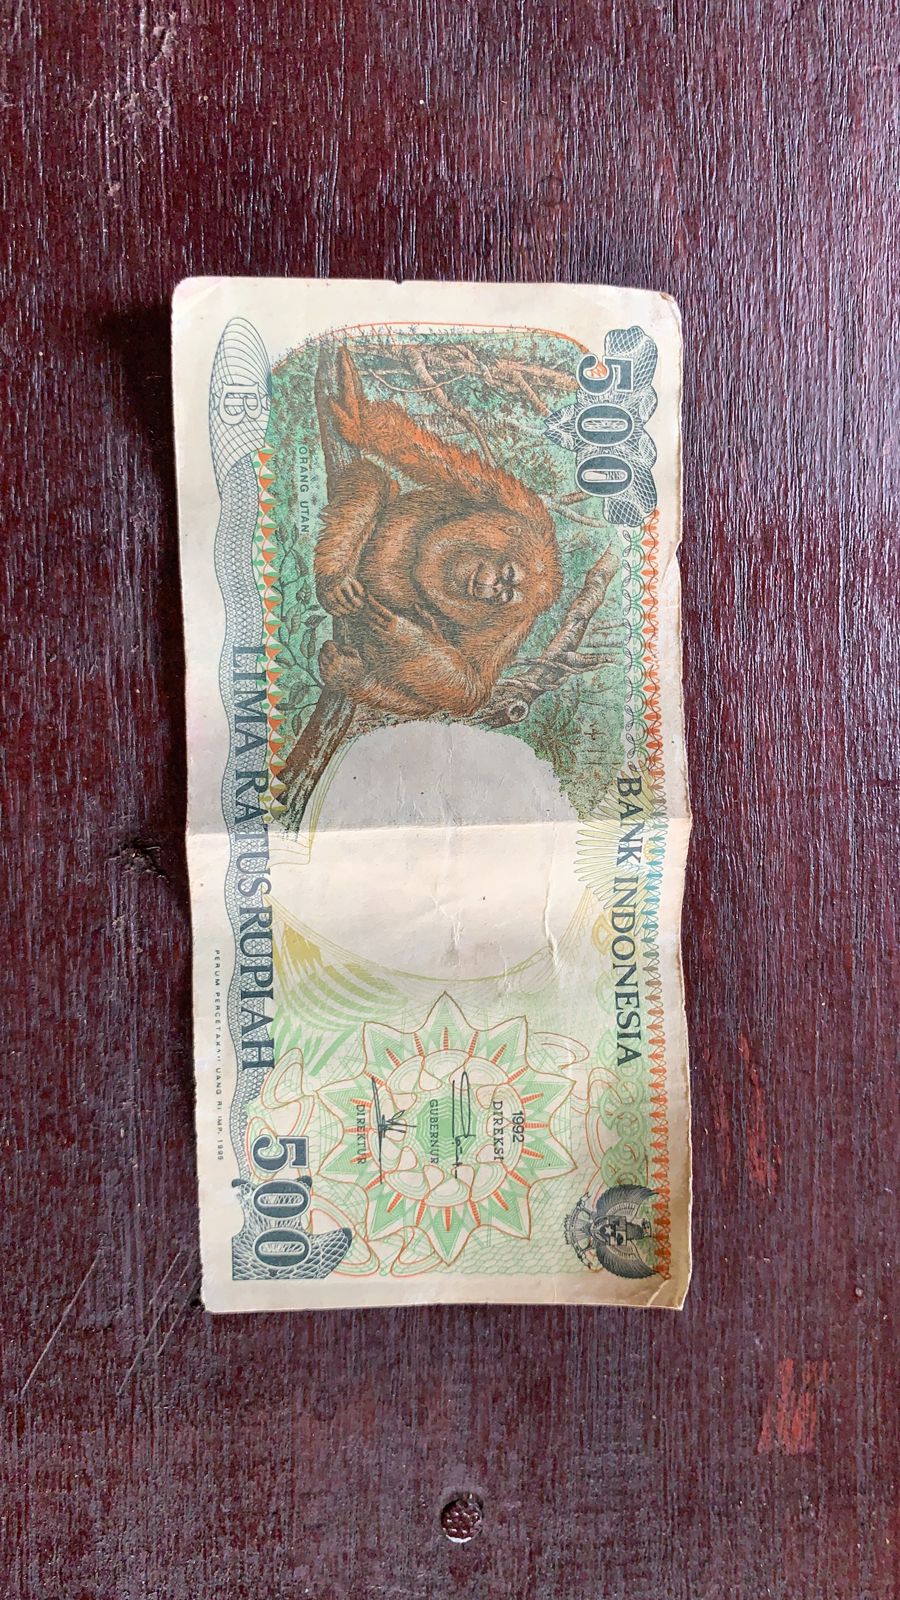 500
BANK INDONESIA
ORANG UTAN
1992
DIREKSI
GUBERNUR
DIREKTUR
LIMA RATUS RUPIAH
500
PERUM PERCETAKAN UANG RI IMP. 1995